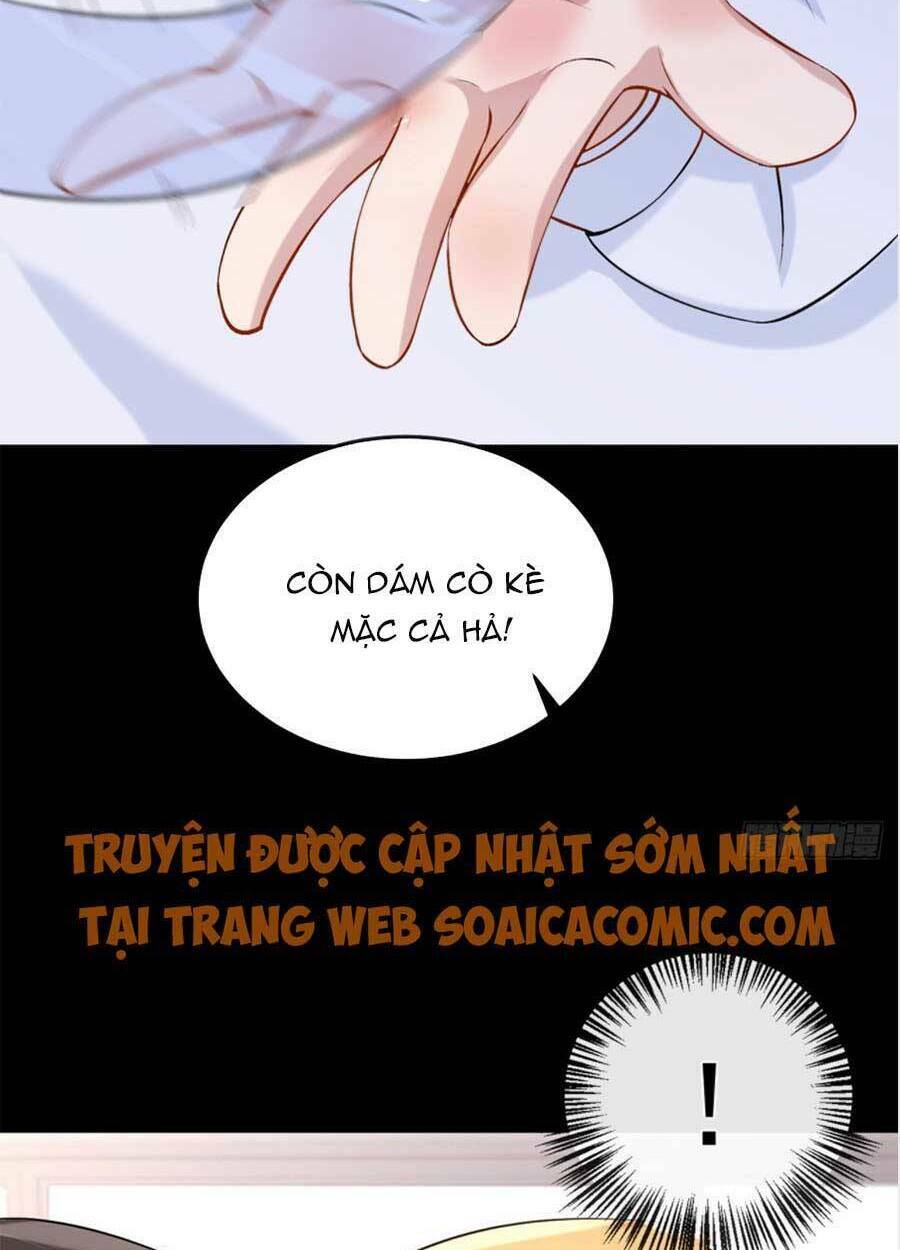 CÒN DÁM CÒ KÈ
MẶC CẢ HẢ!
TRUYỆN ĐƯỢC CẬP NHẬT SỚM NHẤT
TẠI TRANG WEB SOAICACOMIC.COM
!